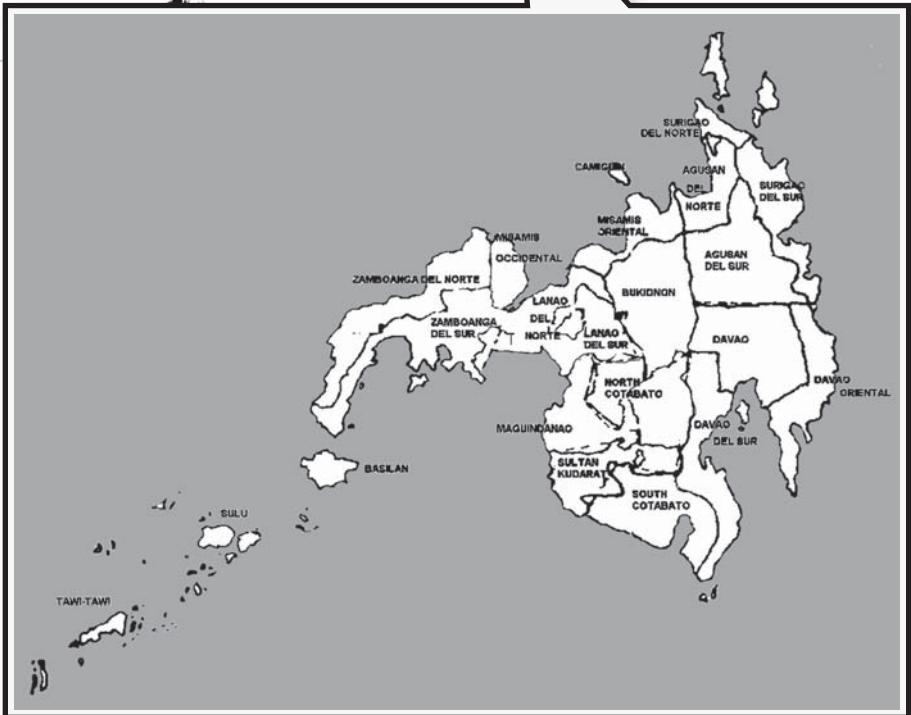 SURIGAO
DEL NORTE
CAMIGUIN
AGUSAN
DEL
NORTE
SURIGAO
DEL SUR
MISAMIS
ORIENTAL
MISAMIS
OCCIDENTAL
AGUSAN
DEL SUR
ZAMBOANGA DEL NORTE
BUKIDNON
LANAO
DEL
NORTE
ZAMBOANGA
DEL SUR
LANAO
DEL SUR
DAVAO
NORTH
COTABATO
DAVAO
ORIENTAL
MAGUINDANAO
DAVAO
DEL SUR
SULTAN
KUDARAT
BASILAN
SOUTH
COTABATO
SULU
TAWI-TAWI